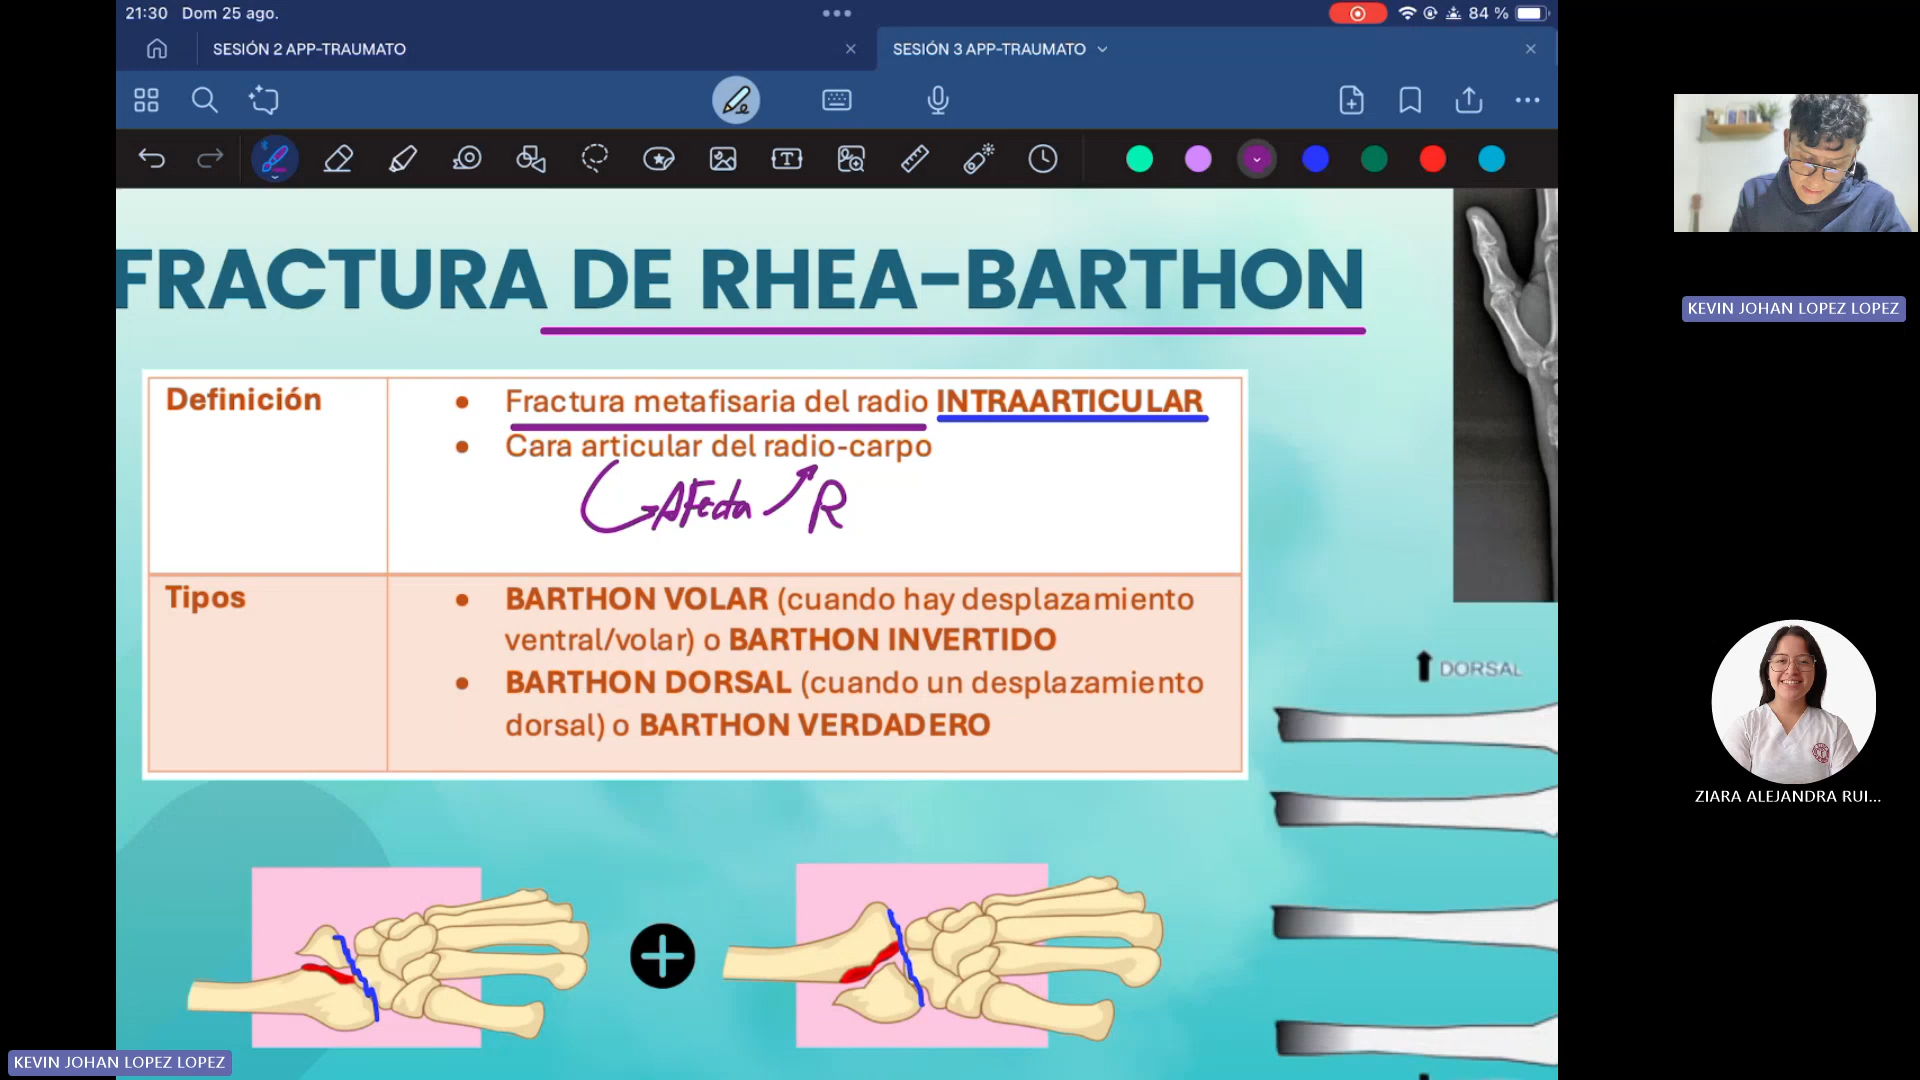 21:30 Dom 25 ago.
84 %
SESIÓN 2 APP-TRAUMATO
SESIÓN 3 APP-TRAUMATO
FRACTURA DE RHEA-BARTHON
Definición
• Fractura metafisaria del radio INTRAARTICULAR
• Cara articular del radio-carpo
Afecta R
Tipos
• BARTHON VOLAR (cuando hay desplazamiento
ventral/volar) o BARTHON INVERTIDO
• BARTHON DORSAL (cuando un desplazamiento
dorsal) o BARTHON VERDADERO
DORSAL
KEVIN JOHAN LOPEZ LOPEZ
ZIARA ALEJANDRA RUI...
KEVIN JOHAN LOPEZ LOPEZ